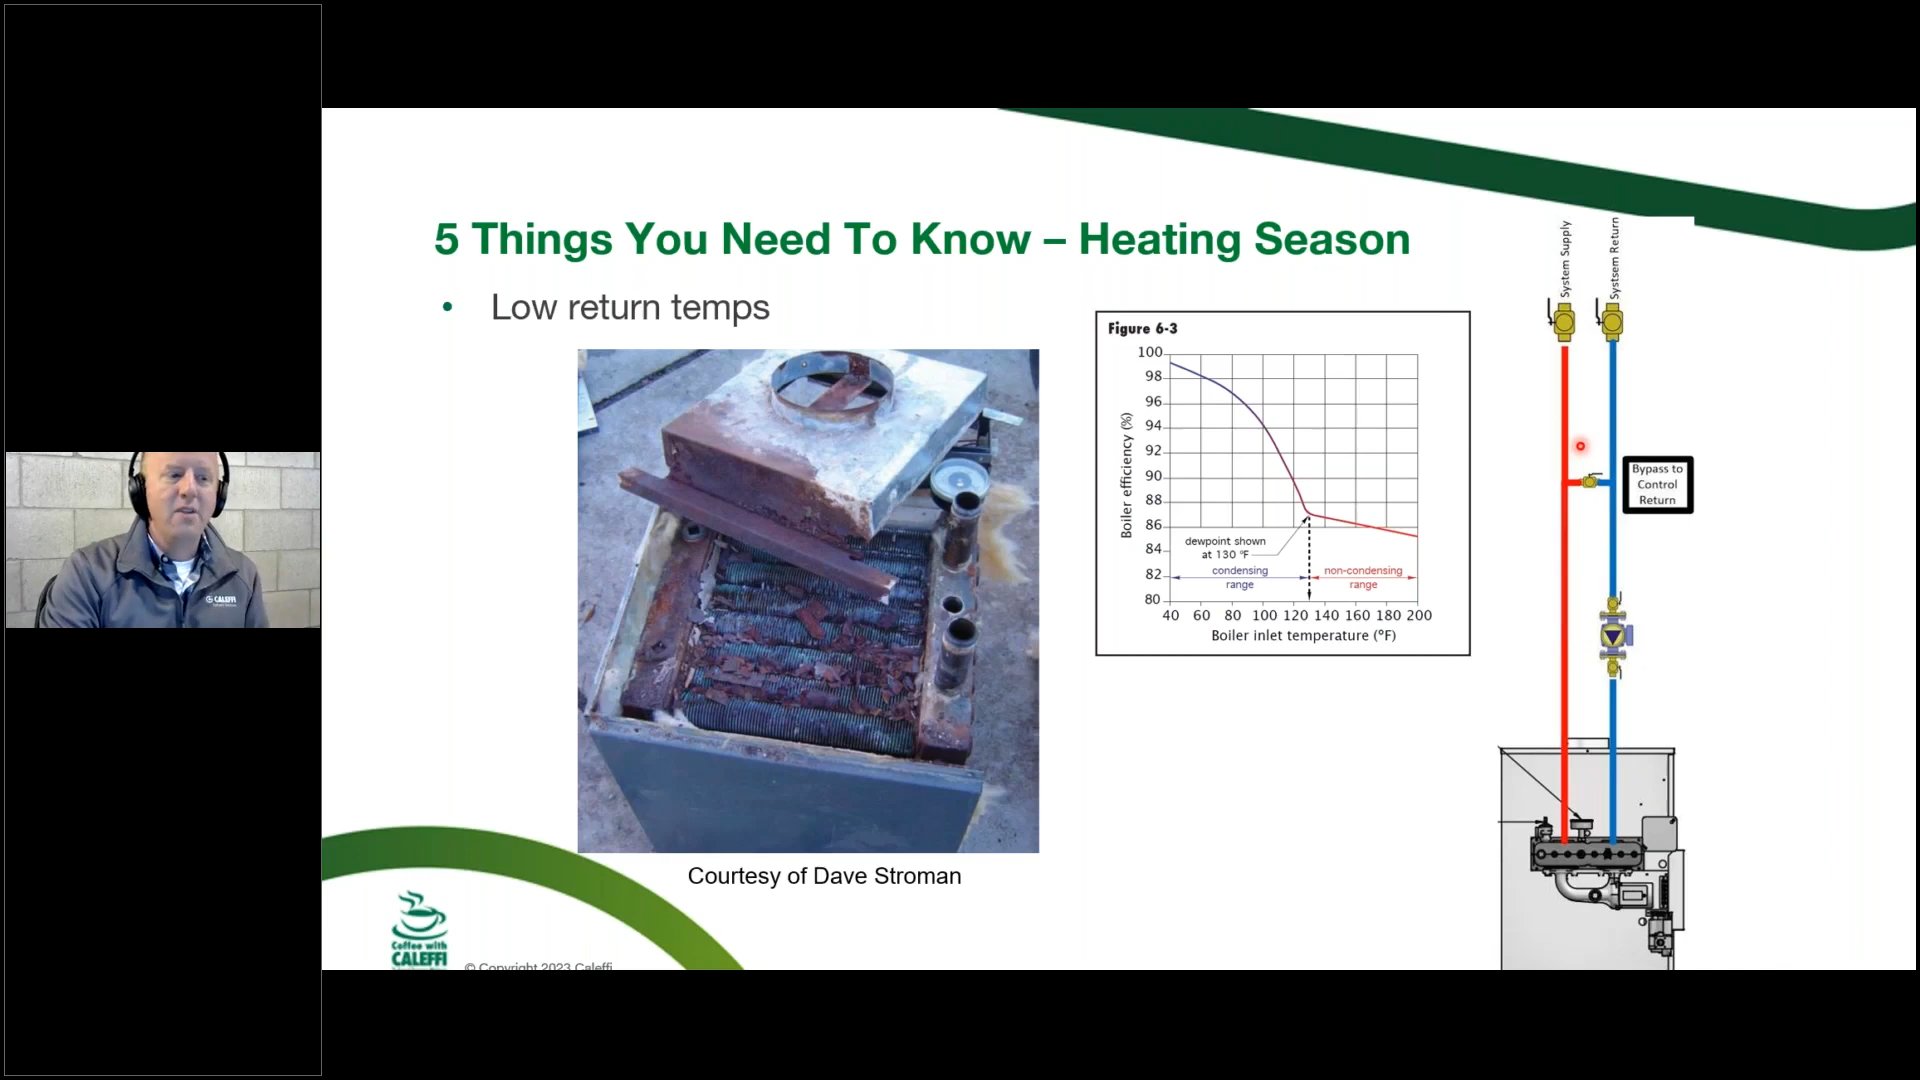 5 Things You Need To Know – Heating Season
• Low return temps
Courtesy of Dave Stroman
Figure 6-3
Boiler efficiency (%)
100
98
96
94
92
90
88
86
84
82
80
dewpoint shown
at 130 °F
condensing
range
non-condensing
range
40 60 80 100 120 140 160 180 200
Boiler inlet temperature (°F)
System Supply
Systsem Return
Bypass to
Control
Return
CALEFFI
Coffee with
CALEFFI
© Copyright 2023 Caleffi